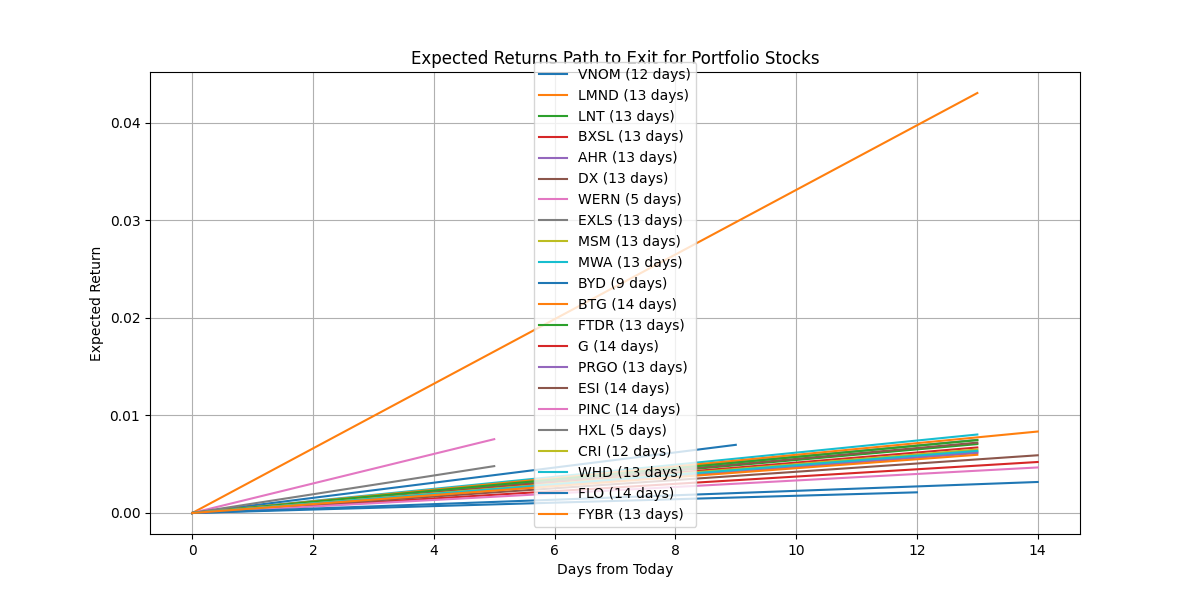 Expected Returns Path to Exit for Portfolio Stocks
VNOM (12 days)
LMND (13 days)
LNT (13 days)
BXSL (13 days)
AHR (13 days)
DX (13 days)
WERN (5 days)
EXLS (13 days)
MSM (13 days)
MWA (13 days)
BYD (9 days)
BTG (14 days)
FTDR (13 days)
G (14 days)
PRGO (13 days)
ESI (14 days)
PINC (14 days)
HXL (5 days)
CRI (12 days)
WHD (13 days)
FLO (14 days)
FYBR (13 days)
Expected Return
0.04
0.03
0.02
0.01
0.00
0 2 4 6 8 10 12 14
Days from Today